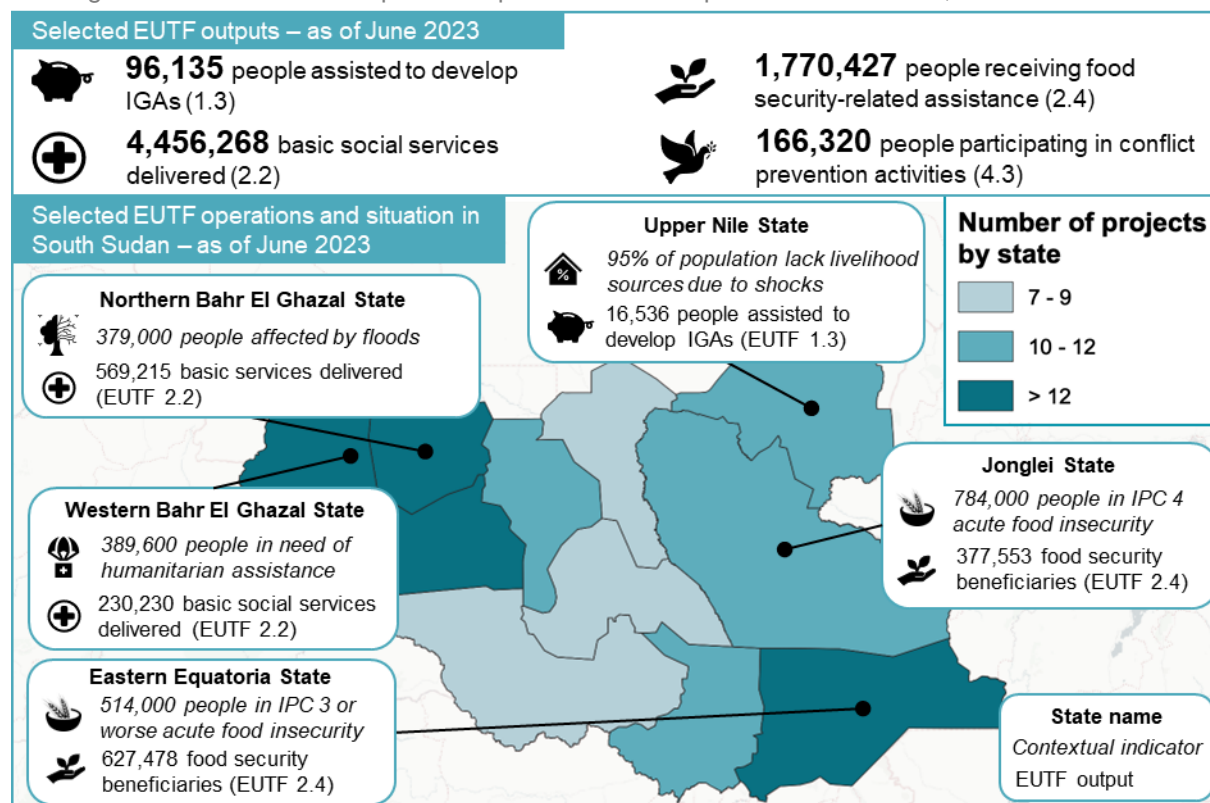 Selected EUTF outputs – as of June 2023
96,135 people assisted to develop
IGAs (1.3)
4,456,268 basic social services
delivered (2.2)
1,770,427 people receiving food
security-related assistance (2.4)
166,320 people participating in conflict
prevention activities (4.3)
Selected EUTF operations and situation in
South Sudan – as of June 2023
Northern Bahr El Ghazal State
379,000 people affected by floods
569,215 basic services delivered
(EUTF 2.2)
Upper Nile State
%
95% of population lack livelihood
sources due to shocks
16,536 people assisted to
develop IGAs (EUTF 1.3)
Number of projects
by state
7 - 9
10 - 12
> 12
Western Bahr El Ghazal State
389,600 people in need of
humanitarian assistance
230,230 basic social services
delivered (EUTF 2.2)
Jonglei State
784,000 people in IPC 4
acute food insecurity
377,553 food security
beneficiaries (EUTF 2.4)
Eastern Equatoria State
514,000 people in IPC 3 or
worse acute food insecurity
627,478 food security
beneficiaries (EUTF 2.4)
State name
Contextual indicator
EUTF output